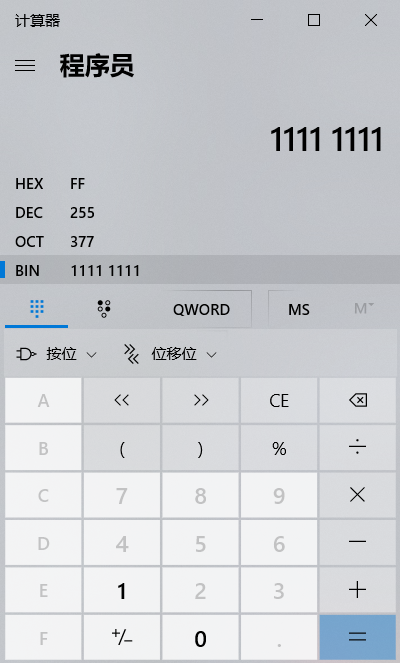 计算器
程序员
1111 1111
HEX FF
DEC 255
OCT 377
BIN 1111 1111
QWORD MS M
按位 位移位
A << >> CE
B ( ) % ÷
C 7 8 9 ×
D 4 5 6 −
E 1 2 3 +
F +/− 0 . =